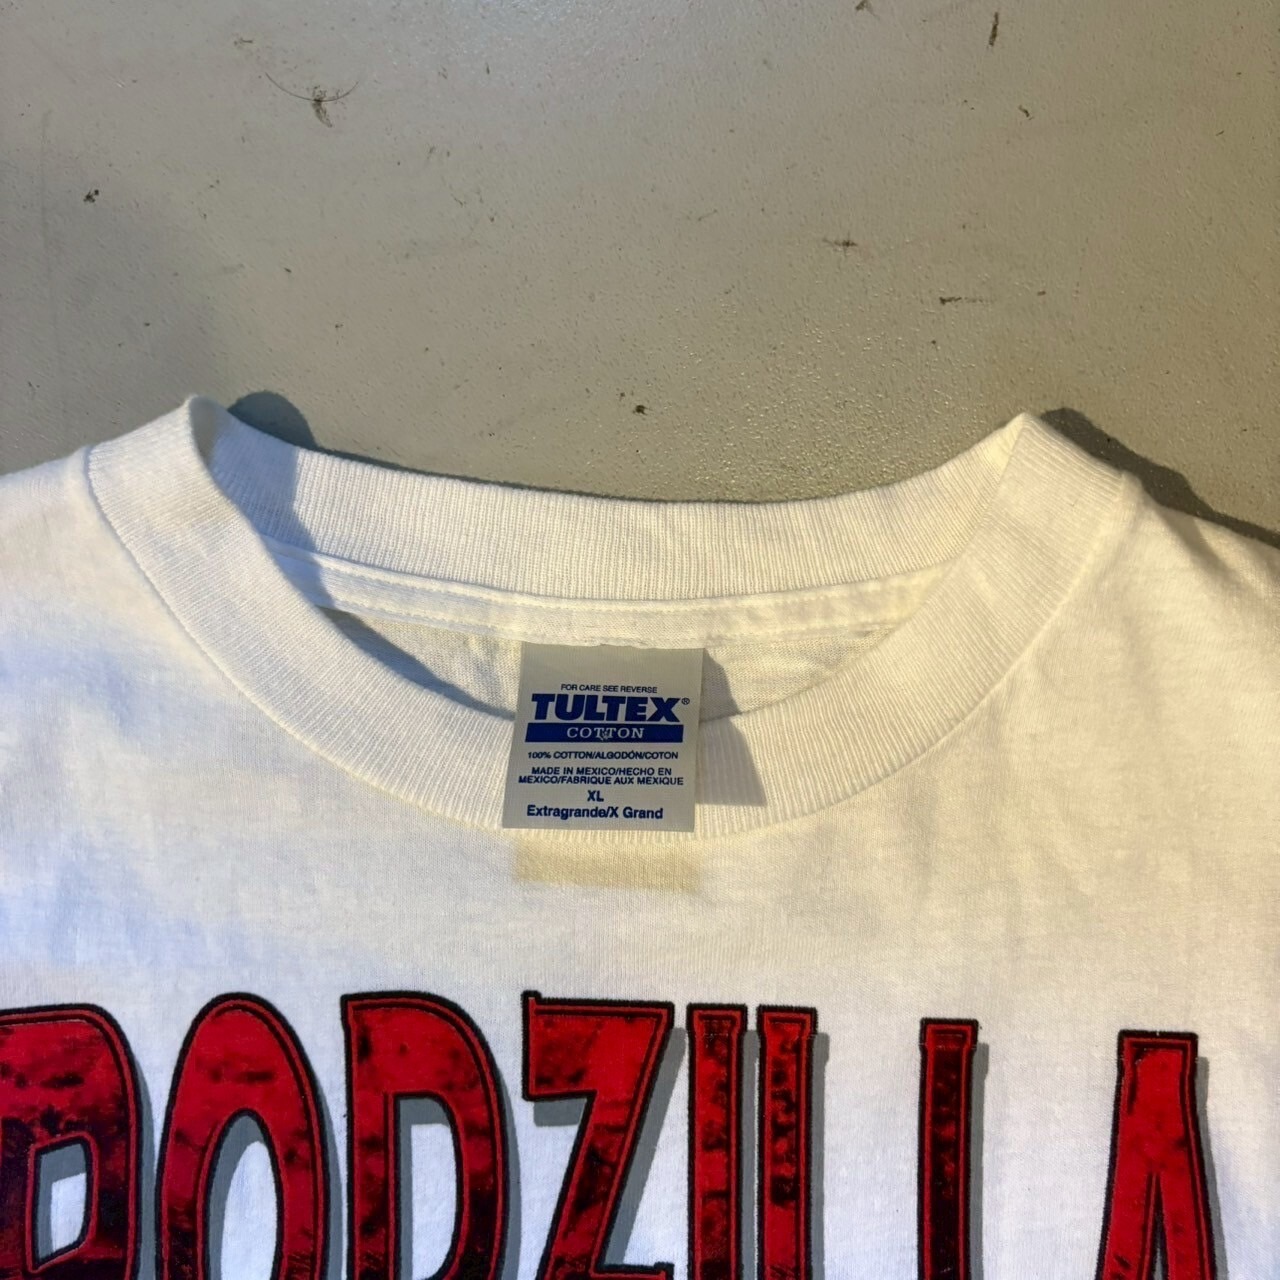 FOR CARE SEE REVERSE
TULTEX®
COTTON
100% COTTON/ALGODÓN/COTON
MADE IN MEXICO/HECHO EN
MEXICO/FABRIQUE AUX MEXIQUE
XL
Extragrande/X Grand
RODZILLA